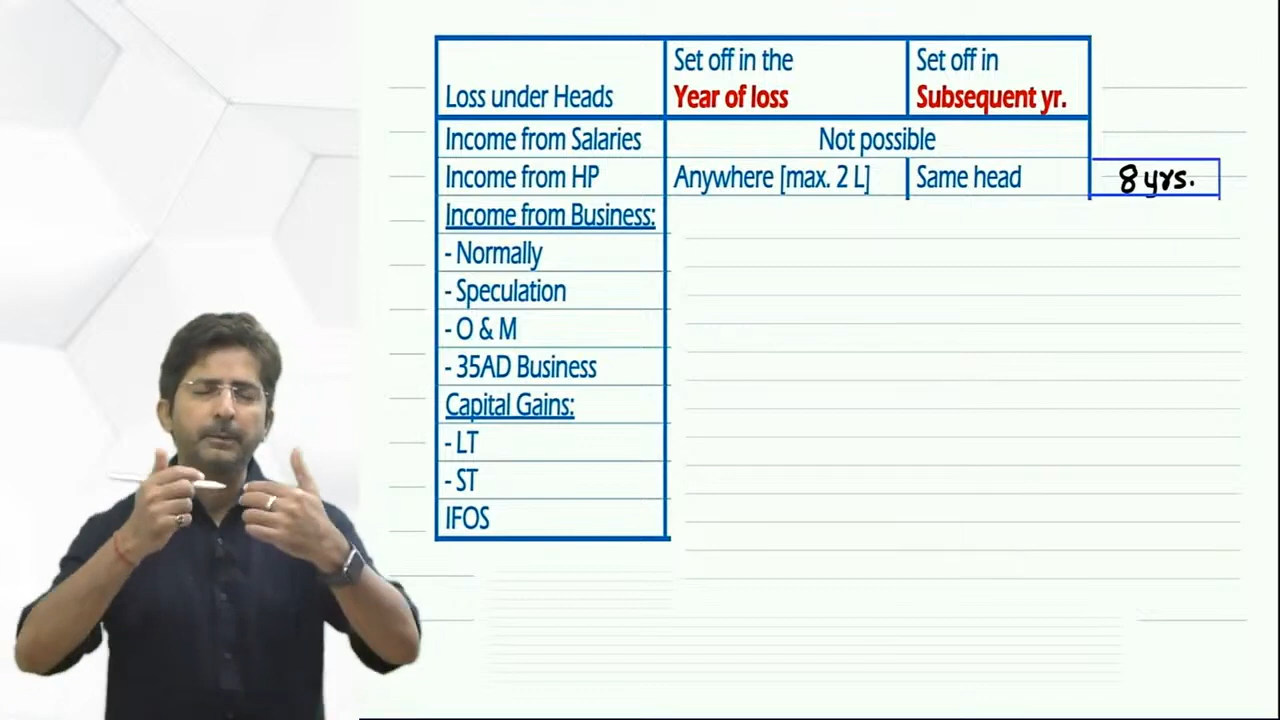 Loss under Heads
Set off in the
Year of loss
Set off in
Subsequent yr.
Income from Salaries
Not possible
Income from HP
Anywhere [max. 2 L]
Same head
8 yrs.
Income from Business:
- Normally
- Speculation
- O & M
- 35AD Business
Capital Gains:
- LT
- ST
IFOS